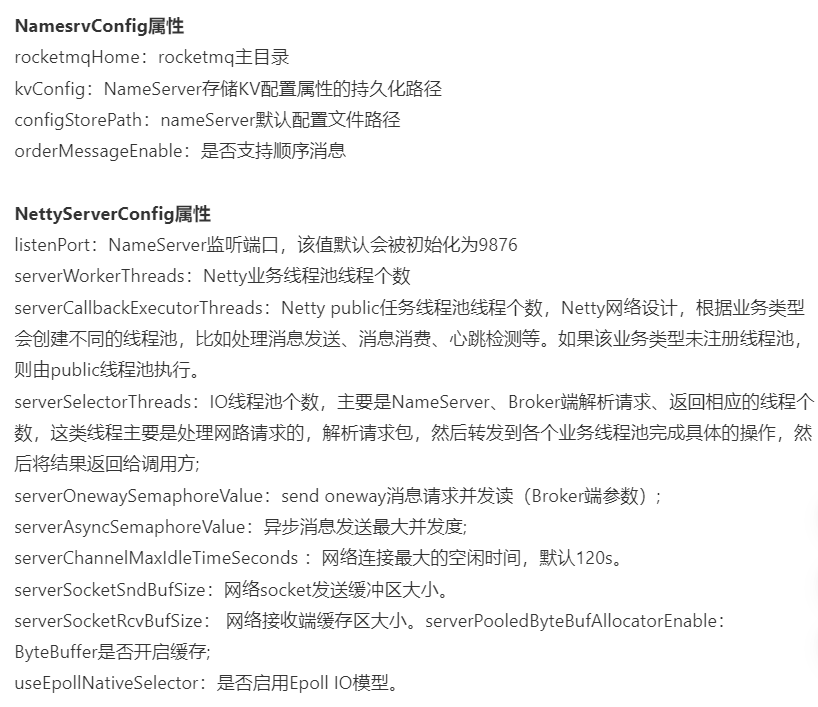 NamesrvConfig属性
rocketmqHome：rocketmq主目录
kvConfig：NameServer存储KV配置属性的持久化路径
configStorePath：nameServer默认配置文件路径
orderMessageEnable：是否支持顺序消息
NettyServerConfig属性
listenPort：NameServer监听端口，该值默认会被初始化为9876
serverWorkerThreads：Netty业务线程池线程个数
serverCallbackExecutorThreads：Netty public任务线程池线程个数，Netty网络设计，根据业务类型
会创建不同的线程池，比如处理消息发送、消息消费、心跳检测等。如果该业务类型未注册线程池，
则由public线程池执行。
serverSelectorThreads：IO线程池个数，主要是NameServer、Broker端解析请求、返回相应的线程个
数，这类线程主要是处理网路请求的，解析请求包，然后转发到各个业务线程池完成具体的操作，然
后将结果返回给调用方;
serverOnewaySemaphoreValue：send oneway消息请求并发读（Broker端参数）;
serverAsyncSemaphoreValue：异步消息发送最大并发度;
serverChannelMaxIdleTimeSeconds ：网络连接最大的空闲时间，默认120s。
serverSocketSndBufSize：网络socket发送缓冲区大小。
serverSocketRcvBufSize： 网络接收端缓存区大小。serverPooledByteBufAllocatorEnable：
ByteBuffer是否开启缓存;
useEpollNativeSelector：是否启用Epoll IO模型。